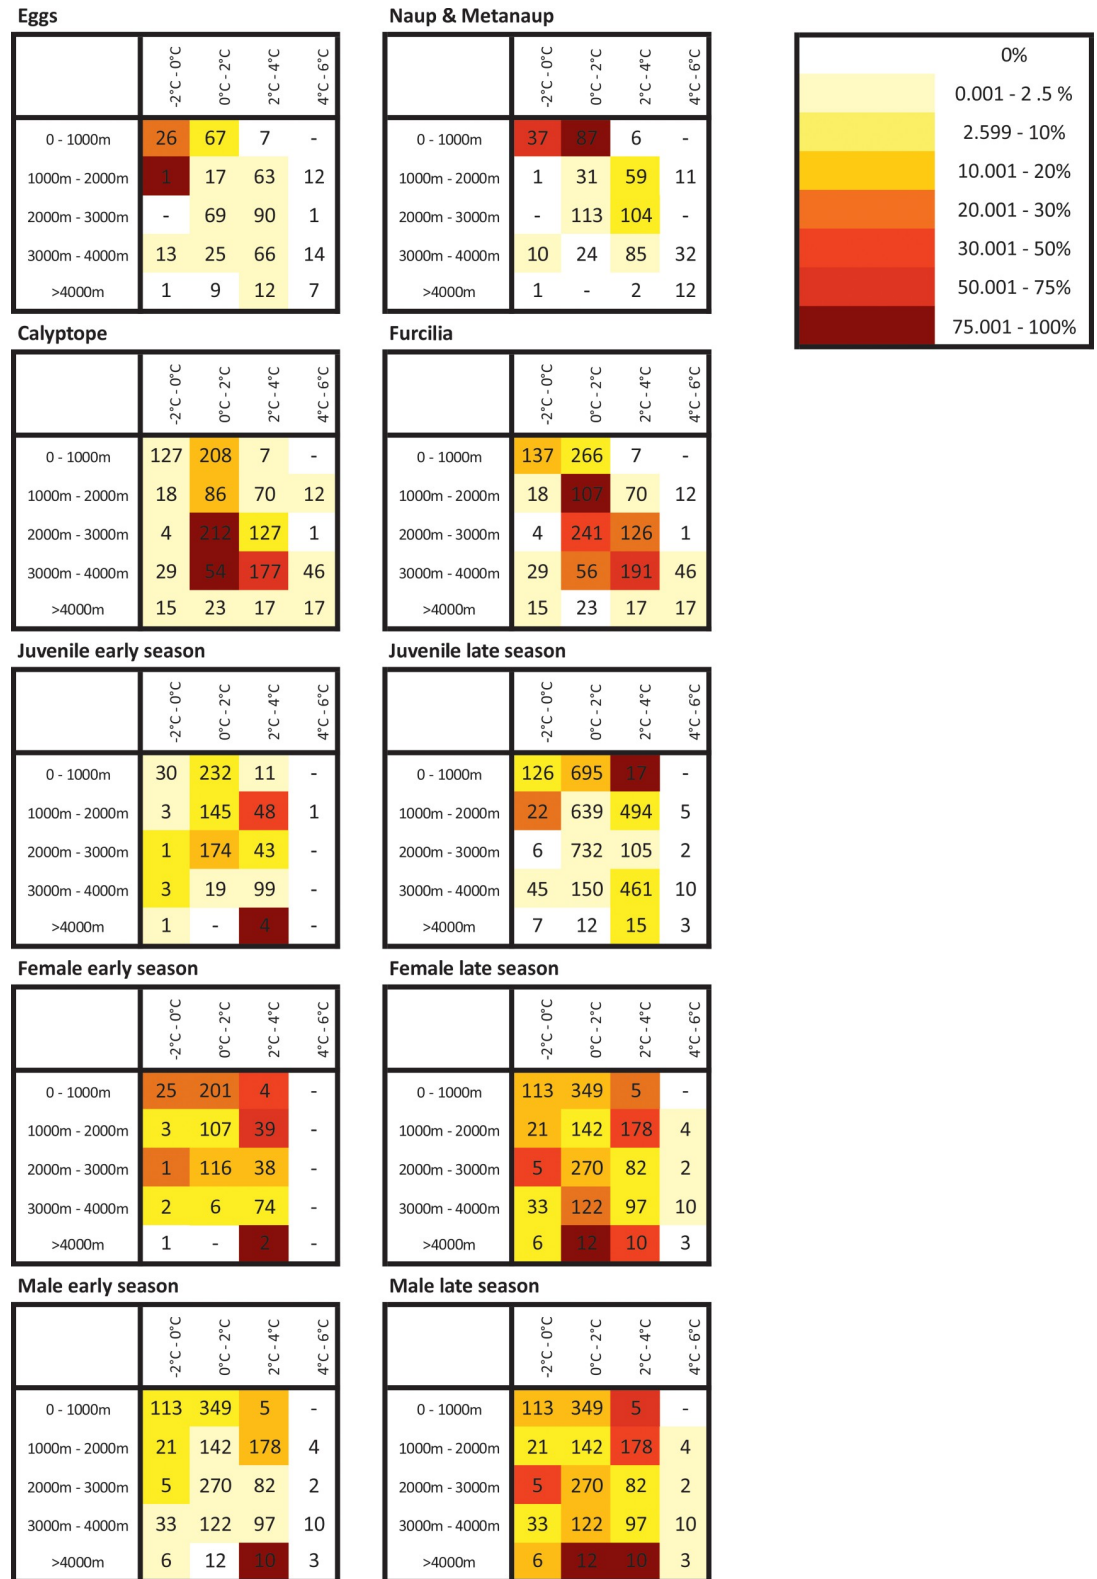 Eggs
-2°C - 0°C 0°C - 2°C 2°C - 4°C 4°C - 6°C
0 - 1000m 26 67 7 -
1000m - 2000m 1 17 63 12
2000m - 3000m - 69 90 1
3000m - 4000m 13 25 66 14
>4000m 1 9 12 7
Naup & Metanaup
-2°C - 0°C 0°C - 2°C 2°C - 4°C 4°C - 6°C
0 - 1000m 37 87 6 -
1000m - 2000m 1 31 59 11
2000m - 3000m - 113 104 -
3000m - 4000m 10 24 85 32
>4000m 1 - 2 12
0%
0.001 - 2 .5 %
2.599 - 10%
10.001 - 20%
20.001 - 30%
30.001 - 50%
50.001 - 75%
75.001 - 100%
Calyptope
-2°C - 0°C 0°C - 2°C 2°C - 4°C 4°C - 6°C
0 - 1000m 127 208 7 -
1000m - 2000m 18 86 70 12
2000m - 3000m 4 212 127 1
3000m - 4000m 29 54 177 46
>4000m 15 23 17 17
Furcilia
-2°C - 0°C 0°C - 2°C 2°C - 4°C 4°C - 6°C
0 - 1000m 137 266 7 -
1000m - 2000m 18 107 70 12
2000m - 3000m 4 241 126 1
3000m - 4000m 29 56 191 46
>4000m 15 23 17 17
Juvenile early season
-2°C - 0°C 0°C - 2°C 2°C - 4°C 4°C - 6°C
0 - 1000m 30 232 11 -
1000m - 2000m 3 145 48 1
2000m - 3000m 1 174 43 -
3000m - 4000m 3 19 99 -
>4000m 1 - 4 -
Juvenile late season
-2°C - 0°C 0°C - 2°C 2°C - 4°C 4°C - 6°C
0 - 1000m 126 695 17 -
1000m - 2000m 22 639 494 5
2000m - 3000m 6 732 105 2
3000m - 4000m 45 150 461 10
>4000m 7 12 15 3
Female early season
-2°C - 0°C 0°C - 2°C 2°C - 4°C 4°C - 6°C
0 - 1000m 25 201 4 -
1000m - 2000m 3 107 39 -
2000m - 3000m 1 116 38 -
3000m - 4000m 2 6 74 -
>4000m 1 - 2 -
Female late season
-2°C - 0°C 0°C - 2°C 2°C - 4°C 4°C - 6°C
0 - 1000m 113 349 5 -
1000m - 2000m 21 142 178 4
2000m - 3000m 5 270 82 2
3000m - 4000m 33 122 97 10
>4000m 6 12 10 3
Male early season
-2°C - 0°C 0°C - 2°C 2°C - 4°C 4°C - 6°C
0 - 1000m 113 349 5 -
1000m - 2000m 21 142 178 4
2000m - 3000m 5 270 82 2
3000m - 4000m 33 122 97 10
>4000m 6 12 10 3
Male late season
-2°C - 0°C 0°C - 2°C 2°C - 4°C 4°C - 6°C
0 - 1000m 113 349 5 -
1000m - 2000m 21 142 178 4
2000m - 3000m 5 270 82 2
3000m - 4000m 33 122 97 10
>4000m 6 12 10 3